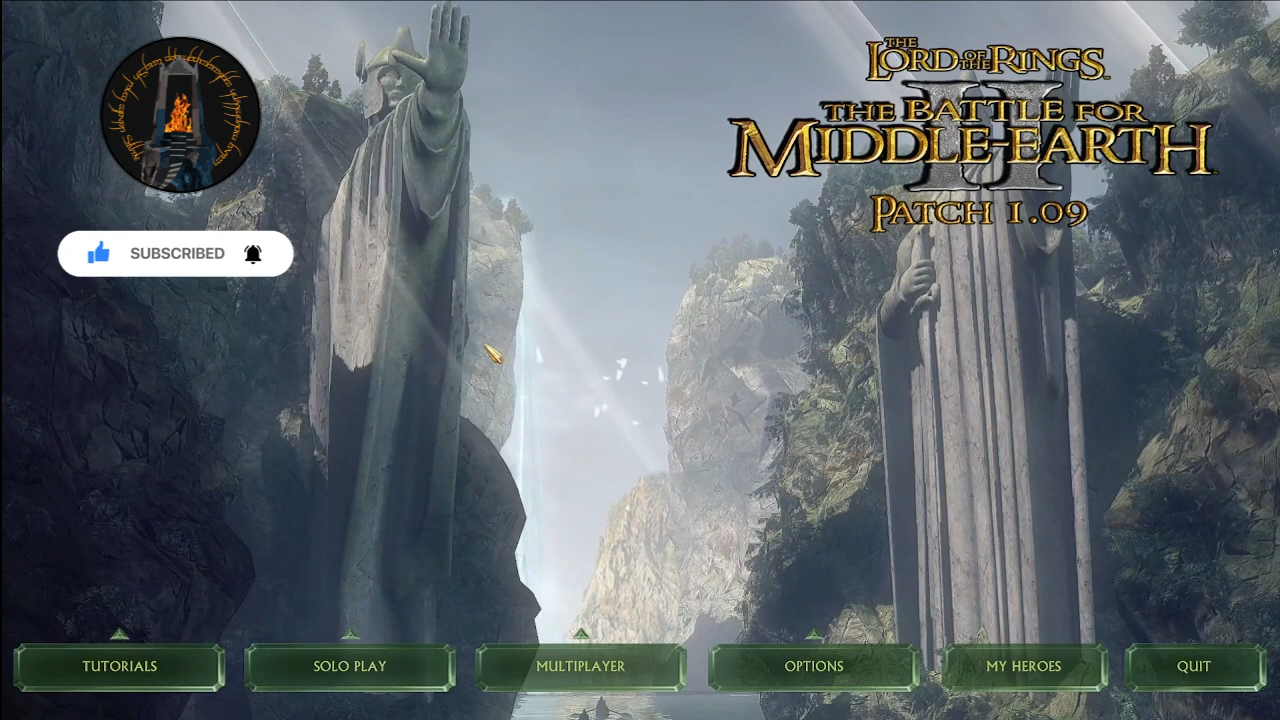 THE
LORD OF THE RINGS
II
THE BATTLE FOR
MIDDLE-EARTH
PATCH 1.09
SUBSCRIBED
TUTORIALS
SOLO PLAY
MULTIPLAYER
OPTIONS
MY HEROES
QUIT